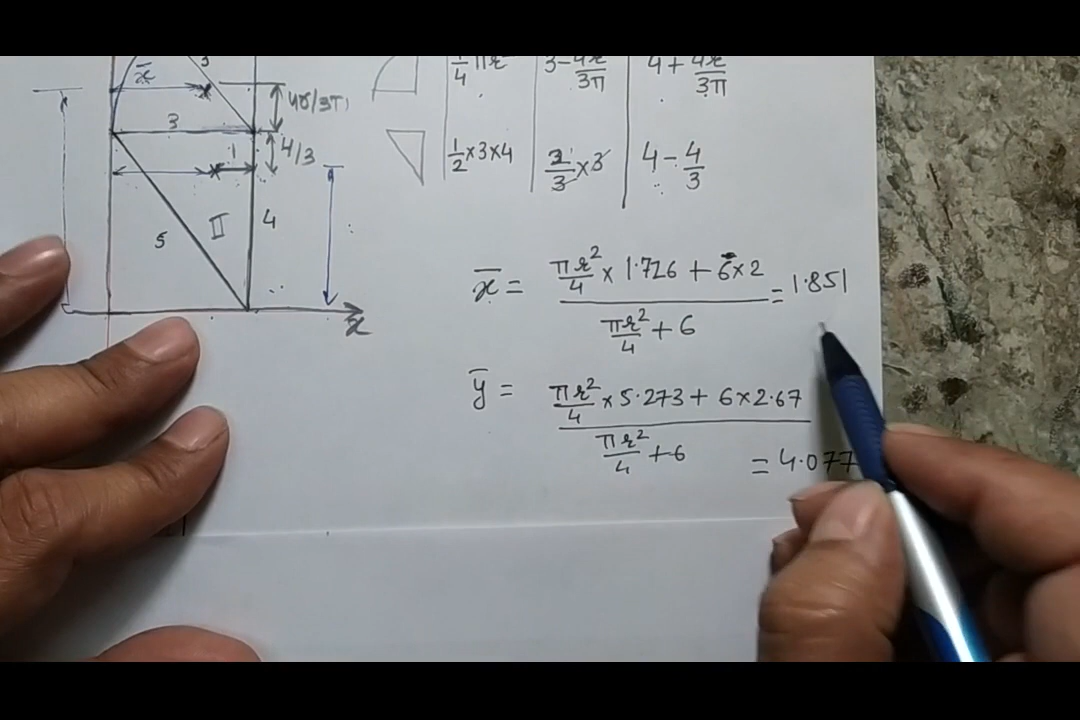 x̄
3
3
4r/3π
1
4/3
II
4
5
x
1/4 πr²
3 - 4r/3π
4 + 4r/3π
1/2 × 3 × 4
2/3 × 3
4 - 4/3
x̄ = (πr²/4 × 1.726 + 6 × 2) / (πr²/4 + 6) = 1.851
ȳ = (πr²/4 × 5.273 + 6 × 2.67) / (πr²/4 + 6)
= 4.077